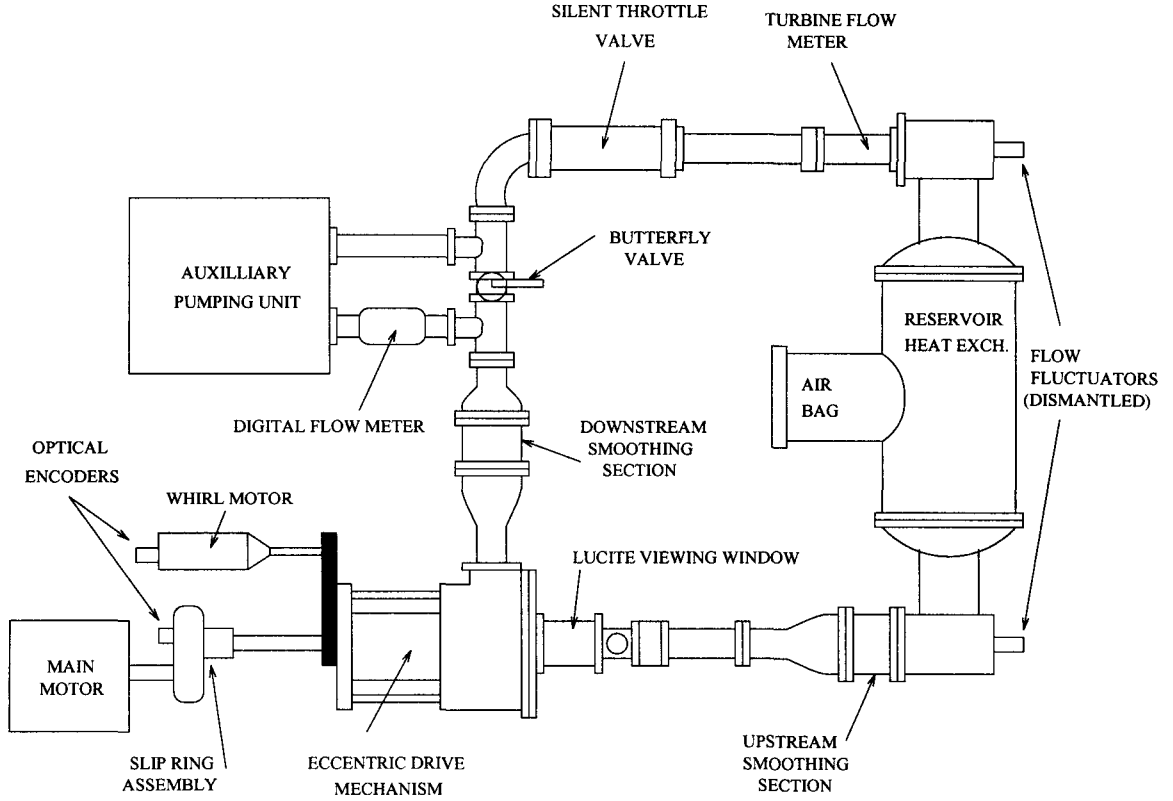 SILENT THROTTLE
VALVE
TURBINE FLOW
METER
AUXILLIARY
PUMPING UNIT
BUTTERFLY
VALVE
RESERVOIR
HEAT EXCH.
AIR
BAG
FLOW
FLUCTUATORS
(DISMANTLED)
DIGITAL FLOW METER
DOWNSTREAM
SMOOTHING
SECTION
OPTICAL
ENCODERS
WHIRL MOTOR
LUCITE VIEWING WINDOW
MAIN
MOTOR
SLIP RING
ASSEMBLY
ECCENTRIC DRIVE
MECHANISM
UPSTREAM
SMOOTHING
SECTION